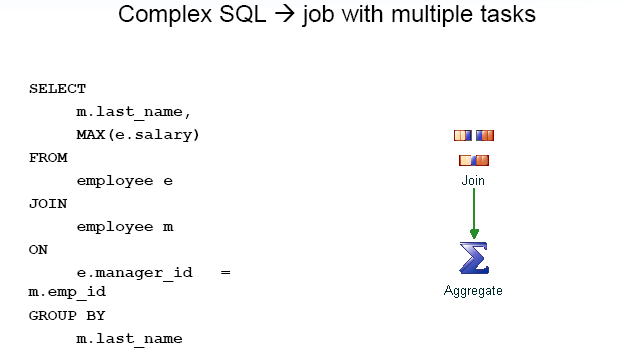 Complex SQL → job with multiple tasks
SELECT
m.last_name,
MAX(e.salary)
FROM
employee e
JOIN
employee m
ON
e.manager_id =
m.emp_id
GROUP BY
m.last_name
Join
Aggregate